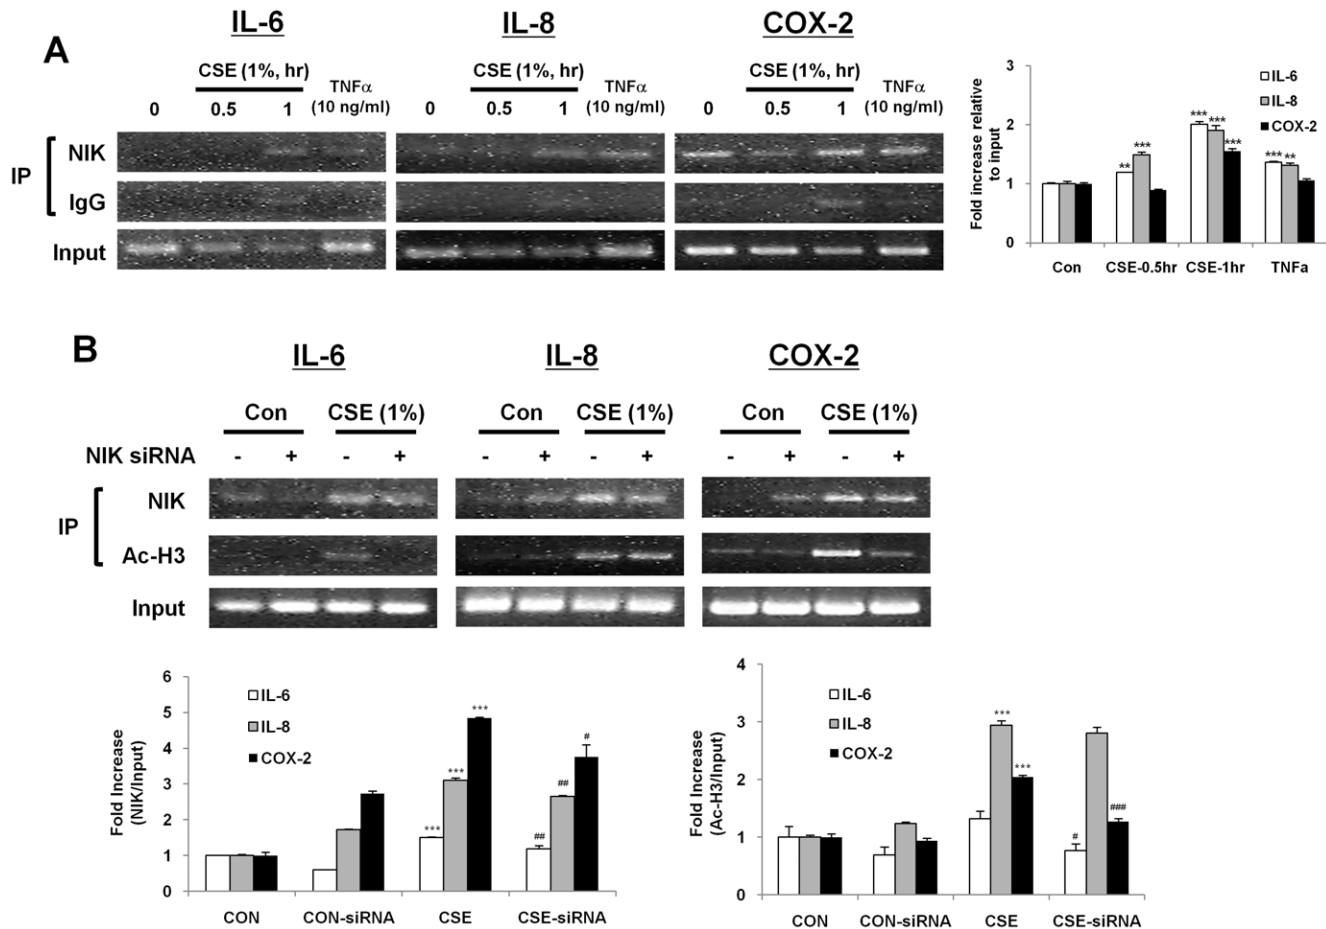 A
IL-6
IL-8
COX-2
CSE (1%, hr)
TNFα
(10 ng/ml)
0 0.5 1
CSE (1%, hr)
TNFα
(10 ng/ml)
0 0.5 1
CSE (1%, hr)
TNFα
(10 ng/ml)
0 0.5 1
IP
NIK
IgG
Input
Fold increase relative
to input
3
2
1
0
IL-6
IL-8
COX-2
** ***
*** *** ***
*** **
Con CSE-0.5hr CSE-1hr TNFa
B
IL-6
IL-8
COX-2
Con CSE (1%)
Con CSE (1%)
Con CSE (1%)
NIK siRNA - + - + - + - + - + - +
IP
NIK
Ac-H3
Input
Fold Increase
(NIK/Input)
6
5
4
3
2
1
0
IL-6
IL-8
COX-2
*** *** ***
## ## #
CON CON-siRNA CSE CSE-siRNA
Fold Increase
(Ac-H3/Input)
4
3
2
1
0
IL-6
IL-8
COX-2
*** ***
# ###
CON CON-siRNA CSE CSE-siRNA